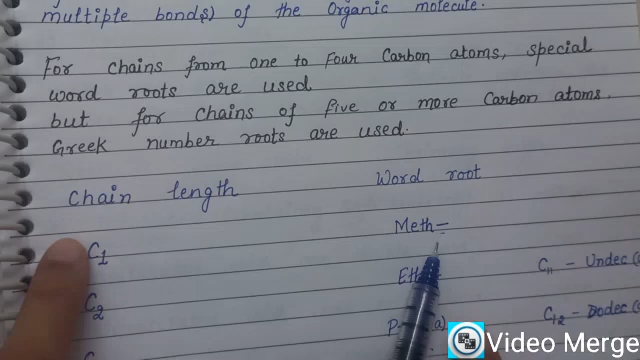 multiple bond(s) of the Organic molecule.
For chains from one to Four Carbon atoms, special
word roots are used
but for chains of five or more Carbon atoms.
Greek number roots are used.
Chain length Word root
C1 Meth-
C2 Eth C11 - Undec
C12 - Dodec
Video Merge